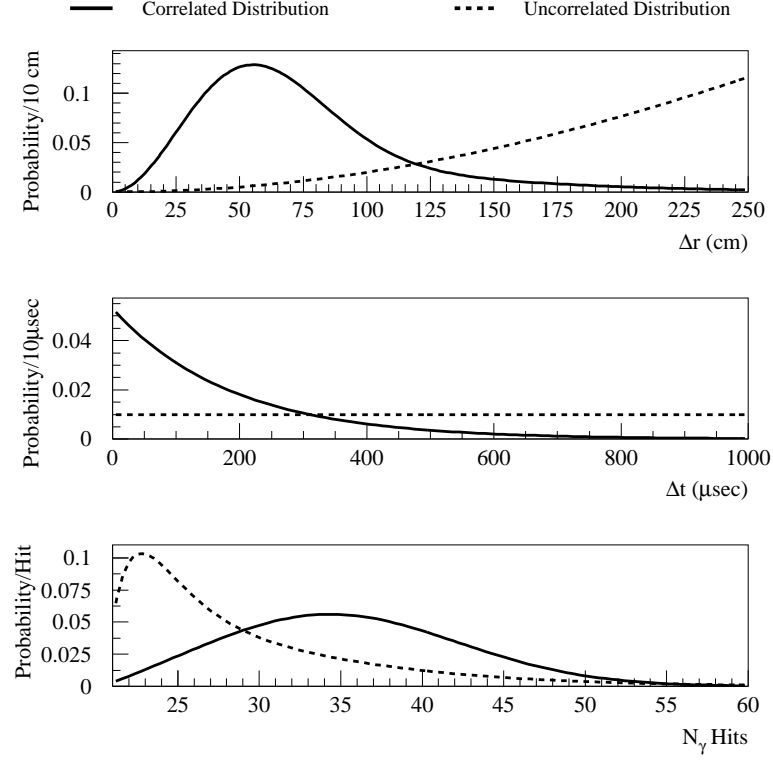 Correlated Distribution Uncorrelated Distribution
Probability/10 cm
0.1
0.05
0
0 25 50 75 100 125 150 175 200 225 250
Δr (cm)
Probability/10μsec
0.04
0.02
0
0 200 400 600 800 1000
Δt (μsec)
Probability/Hit
0.1
0.075
0.05
0.025
0
25 30 35 40 45 50 55 60
Nγ Hits